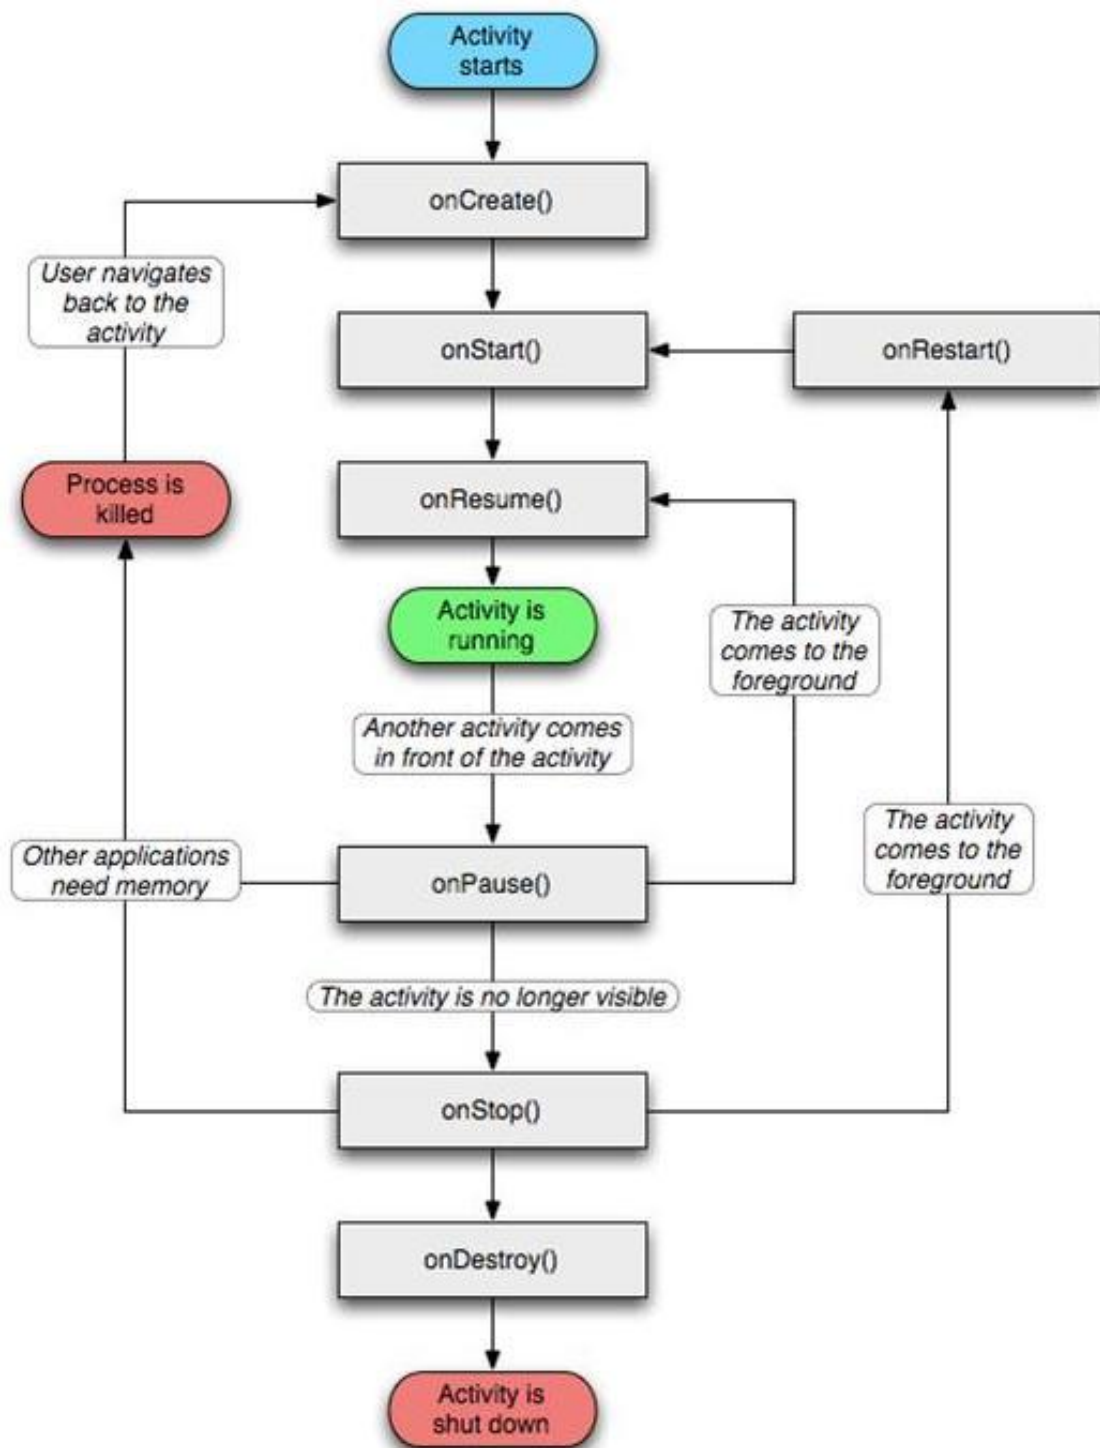 Activity
starts
onCreate()
User navigates
back to the
activity
onStart()
onRestart()
Process is
killed
onResume()
Activity is
running
The activity
comes to the
foreground
Another activity comes
in front of the activity
The activity
comes to the
foreground
Other applications
need memory
onPause()
The activity is no longer visible
onStop()
onDestroy()
Activity is
shut down